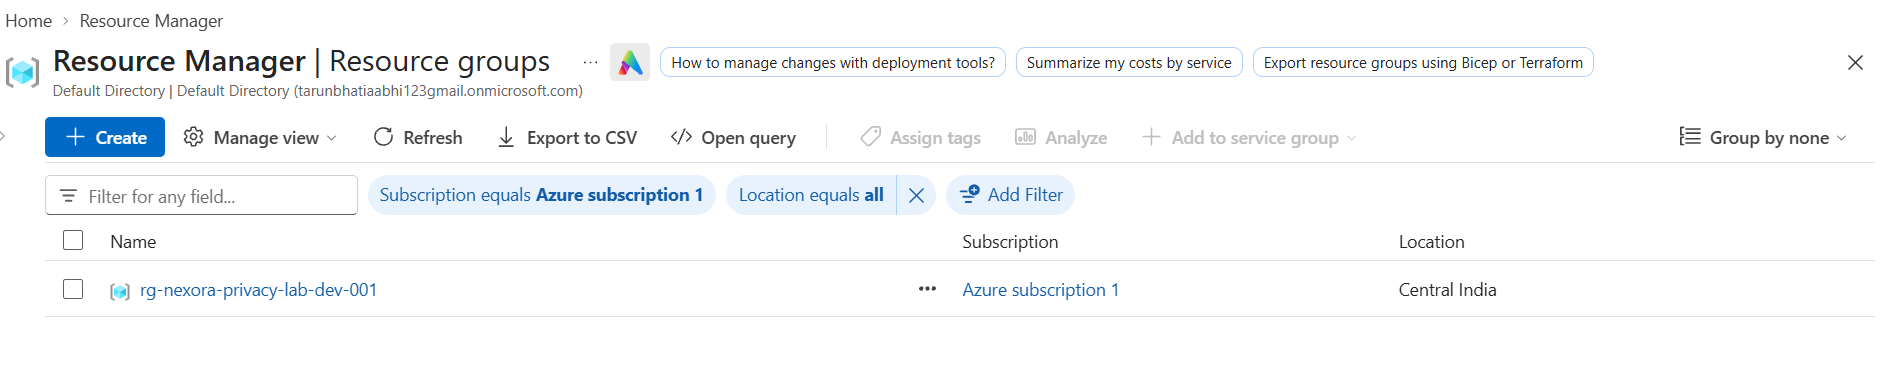 Home > Resource Manager
Resource Manager | Resource groups ... How to manage changes with deployment tools? Summarize my costs by service Export resource groups using Bicep or Terraform
Default Directory | Default Directory (tarunbhatiaabhi123gmail.onmicrosoft.com)
+ Create Manage view Refresh Export to CSV </> Open query Assign tags Analyze + Add to service group Group by none
Filter for any field... Subscription equals Azure subscription 1 Location equals all Add Filter
Name Subscription Location
rg-nexora-privacy-lab-dev-001 ... Azure subscription 1 Central India